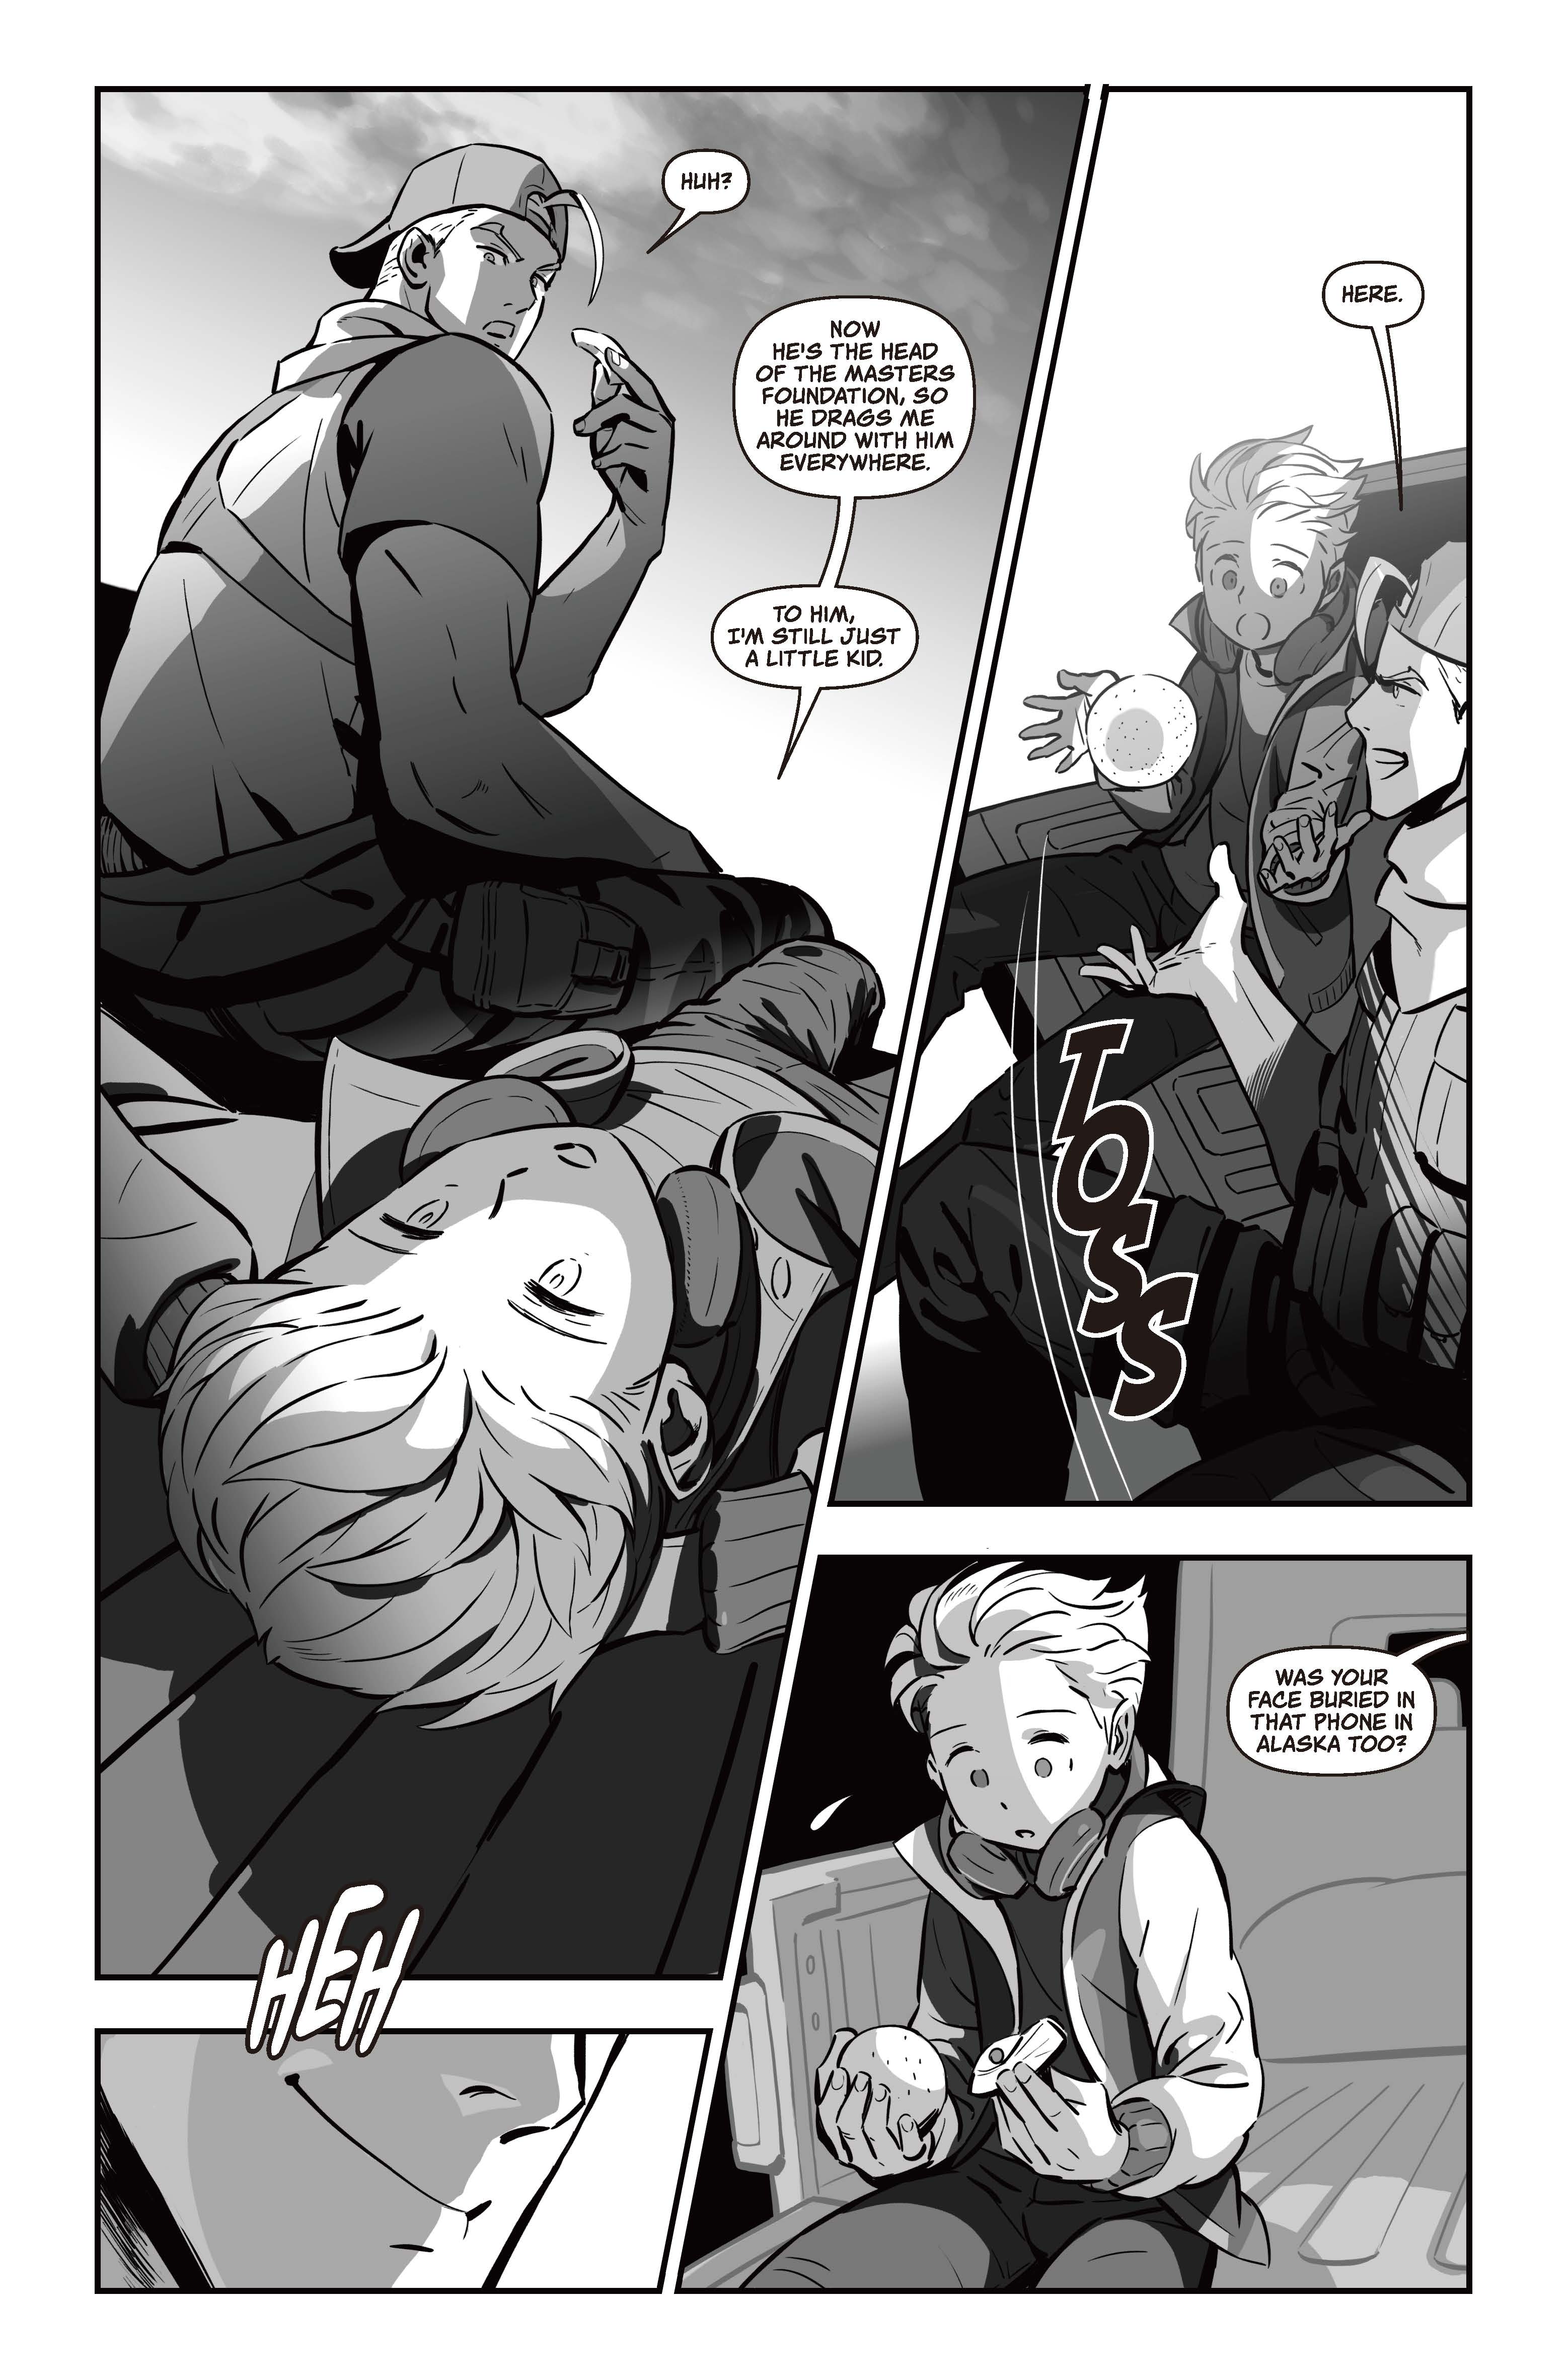 HUH?
NOW
HE'S THE HEAD
OF THE MASTERS
FOUNDATION, SO
HE DRAGS ME
AROUND WITH HIM
EVERYWHERE.
TO HIM,
I'M STILL JUST
A LITTLE KID.
HEH
HERE.
TOSS
WAS YOUR
FACE BURIED IN
THAT PHONE IN
ALASKA TOO?